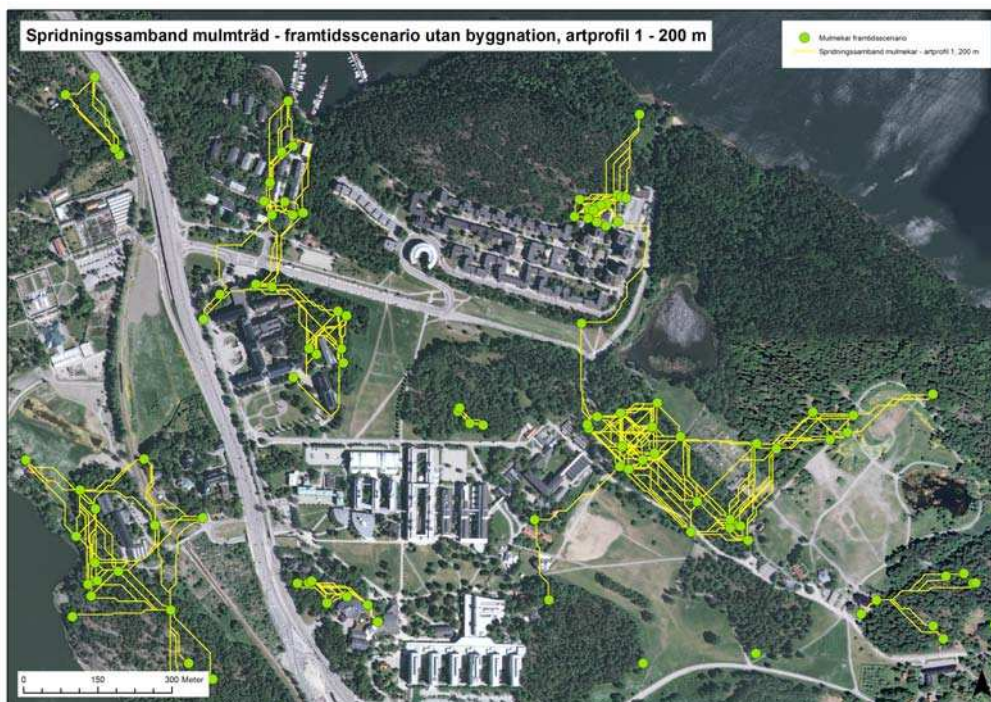 Spridningssamband mulmträd - framtidsscenario utan byggnation, artprofil 1 - 200 m
Mulmekar framtidsscenario
Spridningssamband mulmekar - artprofil 1, 200 m
0 150 300 Meter